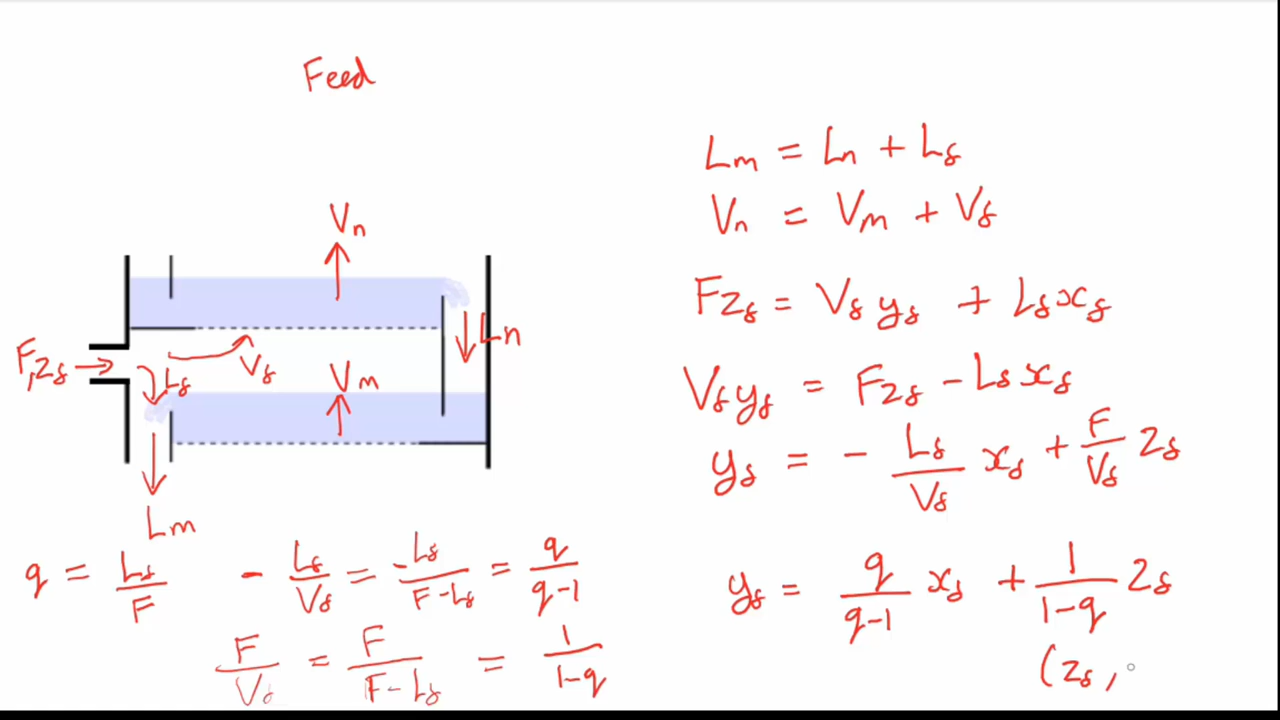 Feed
Lm = Ln + Lf
Vn = Vm + Vf
Vn
F,zf
Lf
Vf
Vm
Ln
Lm
Fzf = Vf yf + Lf xf
Vf yf = Fzf - Lf xf
yf = - Lf/Vf xf + F/Vf zf
q = Lf/F
- Lf/Vf = -Lf/F-Lf = q/q-1
F/Vf = F/F-Lf = 1/1-q
yf = q/q-1 xf + 1/1-q zf
(zf ,